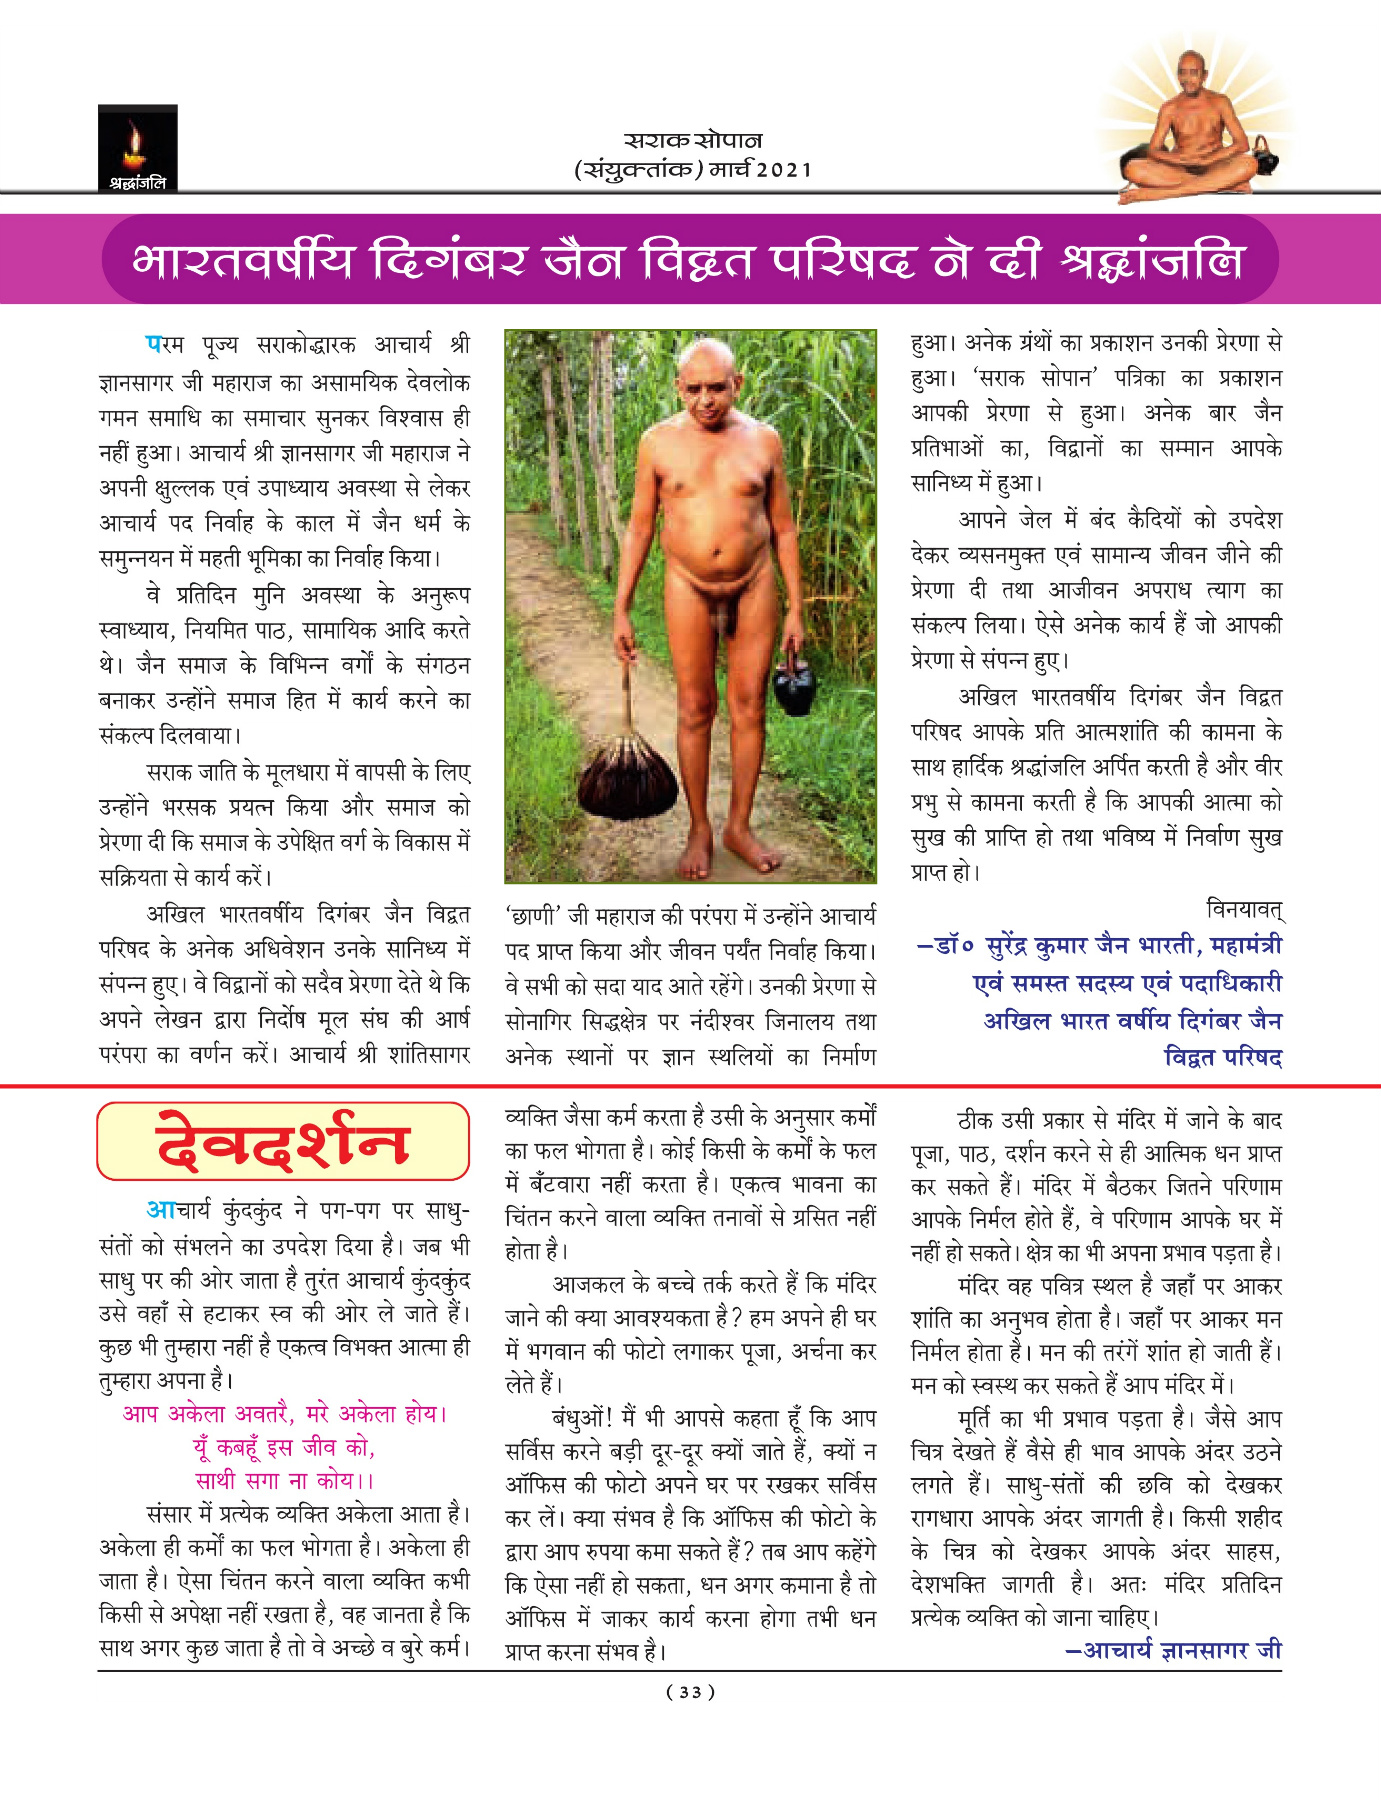 श्रद्धांजलि
सराक सोपान
(संयुक्तांक) मार्च 2021
भारतवर्षीय दिगंबर जैन विद्वत परिषद ने दी श्रद्धांजलि
परम पूज्य सराकोद्धारक आचार्य श्री
ज्ञानसागर जी महाराज का असामयिक देवलोक
गमन समाधि का समाचार सुनकर विश्वास ही
नहीं हुआ। आचार्य श्री ज्ञानसागर जी महाराज ने
अपनी क्षुल्लक एवं उपाध्याय अवस्था से लेकर
आचार्य पद निर्वाह के काल में जैन धर्म के
समुन्नयन में महती भूमिका का निर्वाह किया।
वे प्रतिदिन मुनि अवस्था के अनुरूप
स्वाध्याय, नियमित पाठ, सामायिक आदि करते
थे। जैन समाज के विभिन्न वर्गों के संगठन
बनाकर उन्होंने समाज हित में कार्य करने का
संकल्प दिलवाया।
सराक जाति के मूलधारा में वापसी के लिए
उन्होंने भरसक प्रयत्न किया और समाज को
प्रेरणा दी कि समाज के उपेक्षित वर्ग के विकास में
सक्रियता से कार्य करें।
अखिल भारतवर्षीय दिगंबर जैन विद्वत
परिषद के अनेक अधिवेशन उनके सानिध्य में
संपन्न हुए। वे विद्वानों को सदैव प्रेरणा देते थे कि
अपने लेखन द्वारा निर्दोष मूल संघ की आर्ष
परंपरा का वर्णन करें। आचार्य श्री शांतिसागर
‘छाणी’ जी महाराज की परंपरा में उन्होंने आचार्य
पद प्राप्त किया और जीवन पर्यंत निर्वाह किया।
वे सभी को सदा याद आते रहेंगे। उनकी प्रेरणा से
सोनागिर सिद्धक्षेत्र पर नंदीश्वर जिनालय तथा
अनेक स्थानों पर ज्ञान स्थलियों का निर्माण
हुआ। अनेक ग्रंथों का प्रकाशन उनकी प्रेरणा से
हुआ। ‘सराक सोपान’ पत्रिका का प्रकाशन
आपकी प्रेरणा से हुआ। अनेक बार जैन
प्रतिभाओं का, विद्वानों का सम्मान आपके
सानिध्य में हुआ।
आपने जेल में बंद कैदियों को उपदेश
देकर व्यसनमुक्त एवं सामान्य जीवन जीने की
प्रेरणा दी तथा आजीवन अपराध त्याग का
संकल्प लिया। ऐसे अनेक कार्य हैं जो आपकी
प्रेरणा से संपन्न हुए।
अखिल भारतवर्षीय दिगंबर जैन विद्वत
परिषद आपके प्रति आत्मशांति की कामना के
साथ हार्दिक श्रद्धांजलि अर्पित करती है और वीर
प्रभु से कामना करती है कि आपकी आत्मा को
सुख की प्राप्ति हो तथा भविष्य में निर्वाण सुख
प्राप्त हो।
विनयावत्
–डॉ० सुरेंद्र कुमार जैन भारती, महामंत्री
एवं समस्त सदस्य एवं पदाधिकारी
अखिल भारत वर्षीय दिगंबर जैन
विद्वत परिषद
देवदर्शन
आचार्य कुंदकुंद ने पग-पग पर साधु-
संतों को संभलने का उपदेश दिया है। जब भी
साधु पर की ओर जाता है तुरंत आचार्य कुंदकुंद
उसे वहाँ से हटाकर स्व की ओर ले जाते हैं।
कुछ भी तुम्हारा नहीं है एकत्व विभक्त आत्मा ही
तुम्हारा अपना है।
आप अकेला अवतरै, मरे अकेला होय।
यूँ कबहूँ इस जीव को,
साथी सगा ना कोय।।
संसार में प्रत्येक व्यक्ति अकेला आता है।
अकेला ही कर्मों का फल भोगता है। अकेला ही
जाता है। ऐसा चिंतन करने वाला व्यक्ति कभी
किसी से अपेक्षा नहीं रखता है, वह जानता है कि
साथ अगर कुछ जाता है तो वे अच्छे व बुरे कर्म।
व्यक्ति जैसा कर्म करता है उसी के अनुसार कर्मों
का फल भोगता है। कोई किसी के कर्मों के फल
में बँटवारा नहीं करता है। एकत्व भावना का
चिंतन करने वाला व्यक्ति तनावों से ग्रसित नहीं
होता है।
आजकल के बच्चे तर्क करते हैं कि मंदिर
जाने की क्या आवश्यकता है? हम अपने ही घर
में भगवान की फोटो लगाकर पूजा, अर्चना कर
लेते हैं।
बंधुओं! मैं भी आपसे कहता हूँ कि आप
सर्विस करने बड़ी दूर-दूर क्यों जाते हैं, क्यों न
ऑफिस की फोटो अपने घर पर रखकर सर्विस
कर लें। क्या संभव है कि ऑफिस की फोटो के
द्वारा आप रुपया कमा सकते हैं? तब आप कहेंगे
कि ऐसा नहीं हो सकता, धन अगर कमाना है तो
ऑफिस में जाकर कार्य करना होगा तभी धन
प्राप्त करना संभव है।
ठीक उसी प्रकार से मंदिर में जाने के बाद
पूजा, पाठ, दर्शन करने से ही आत्मिक धन प्राप्त
कर सकते हैं। मंदिर में बैठकर जितने परिणाम
आपके निर्मल होते हैं, वे परिणाम आपके घर में
नहीं हो सकते। क्षेत्र का भी अपना प्रभाव पड़ता है।
मंदिर वह पवित्र स्थल है जहाँ पर आकर
शांति का अनुभव होता है। जहाँ पर आकर मन
निर्मल होता है। मन की तरंगें शांत हो जाती हैं।
मन को स्वस्थ कर सकते हैं आप मंदिर में।
मूर्ति का भी प्रभाव पड़ता है। जैसे आप
चित्र देखते हैं वैसे ही भाव आपके अंदर उठने
लगते हैं। साधु-संतों की छवि को देखकर
रागधारा आपके अंदर जागती है। किसी शहीद
के चित्र को देखकर आपके अंदर साहस,
देशभक्ति जागती है। अतः मंदिर प्रतिदिन
प्रत्येक व्यक्ति को जाना चाहिए।
–आचार्य ज्ञानसागर जी
( 33 )